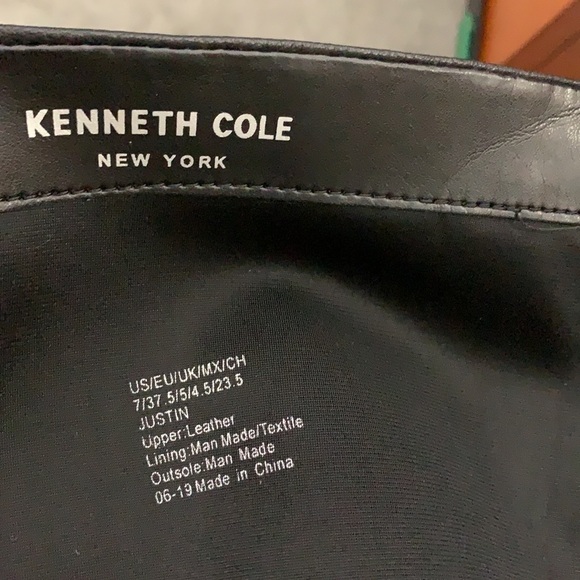 KENNETH COLE
NEW YORK
US/EU/UK/MX/CH
7/37.5/5/4.5/23.5
JUSTIN
Upper:Leather
Lining:Man Made/Textile
Outsole:Man Made
06-19 Made in China